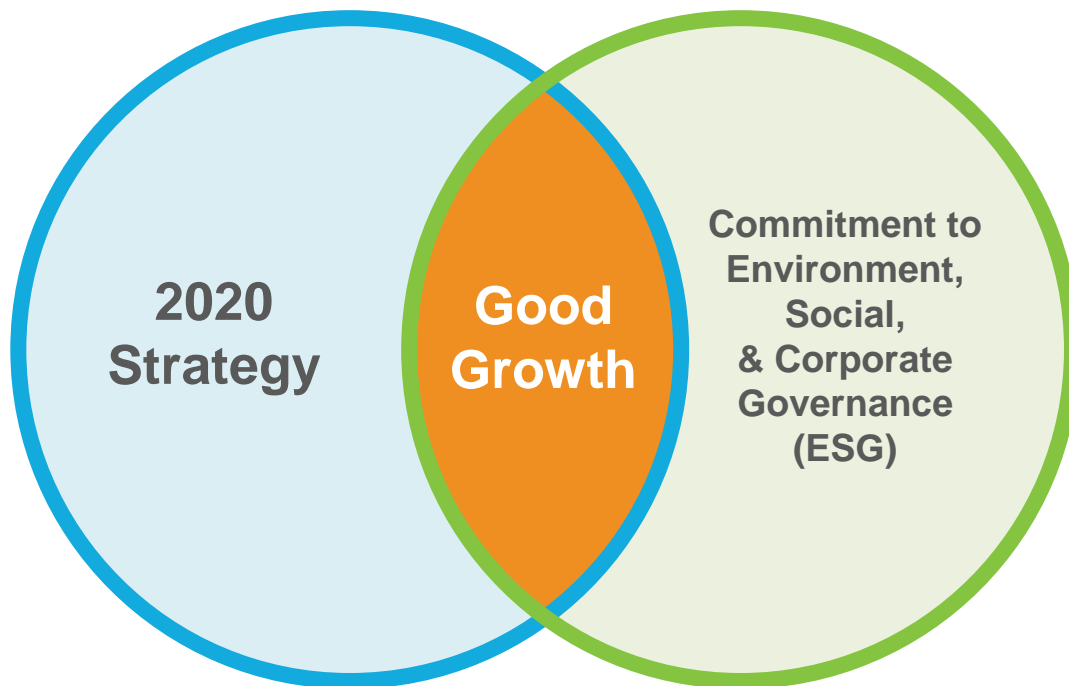 2020
Strategy
Good
Growth
Commitment to
Environment,
Social,
& Corporate
Governance
(ESG)